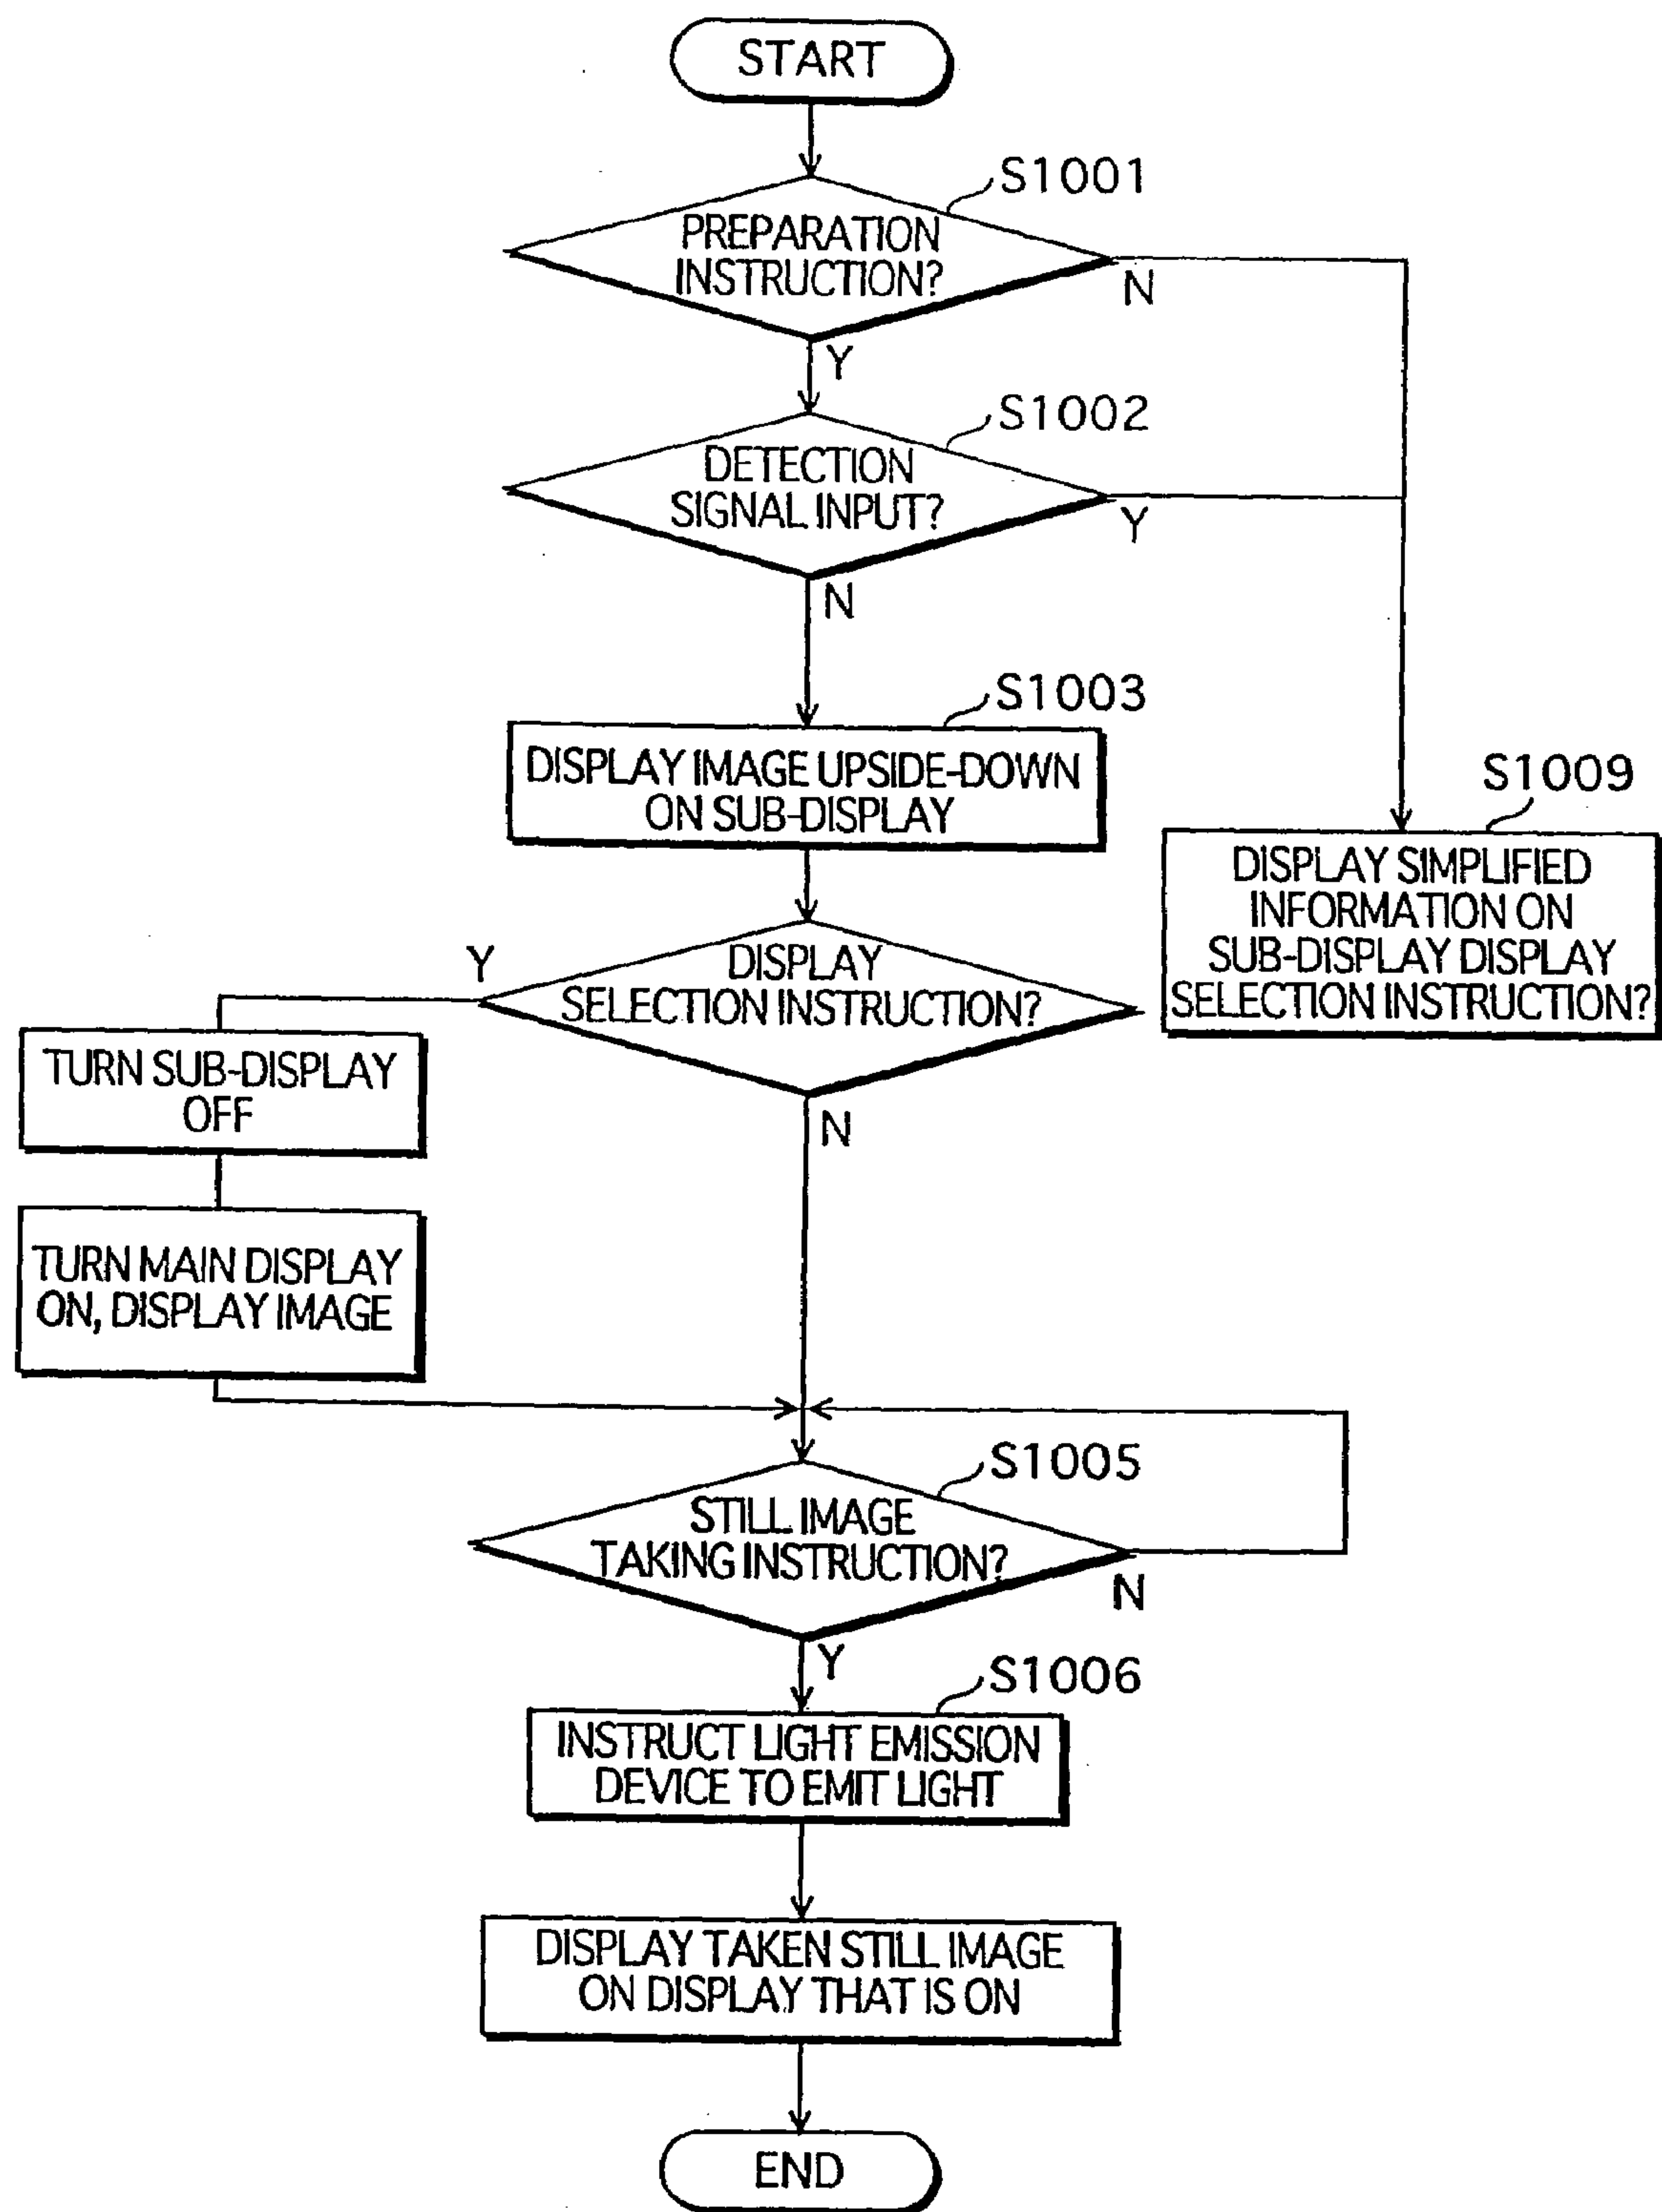 START
S1001
PREPARATION
INSTRUCTION?
N
Y
S1002
DETECTION
SIGNAL INPUT?
Y
N
S1003
DISPLAY IMAGE UPSIDE-DOWN
ON SUB-DISPLAY
S1009
DISPLAY SIMPLIFIED
INFORMATION ON
SUB-DISPLAY DISPLAY
SELECTION INSTRUCTION?
Y
DISPLAY
SELECTION INSTRUCTION?
N
TURN SUB-DISPLAY
OFF
TURN MAIN DISPLAY
ON, DISPLAY IMAGE
S1005
STILL IMAGE
TAKING INSTRUCTION?
N
Y
S1006
INSTRUCT LIGHT EMISSION
DEVICE TO EMIT LIGHT
DISPLAY TAKEN STILL IMAGE
ON DISPLAY THAT IS ON
END